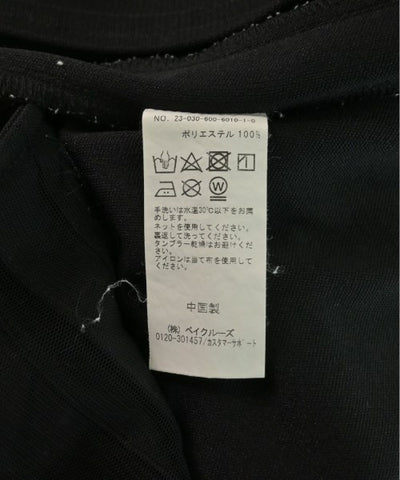 NO. 23-030-600-6010-1-0
ポリエステル 100%
手洗いは水温30℃以下をお薦
めします。
ネットを使用してください。
裏返して洗ってください。
タンブラー乾燥はお避けくださ
い。
アイロンは当て布を使用してく
ださい。
中国製
(株) ベイクルーズ
0120-301457/カスタマーサポート